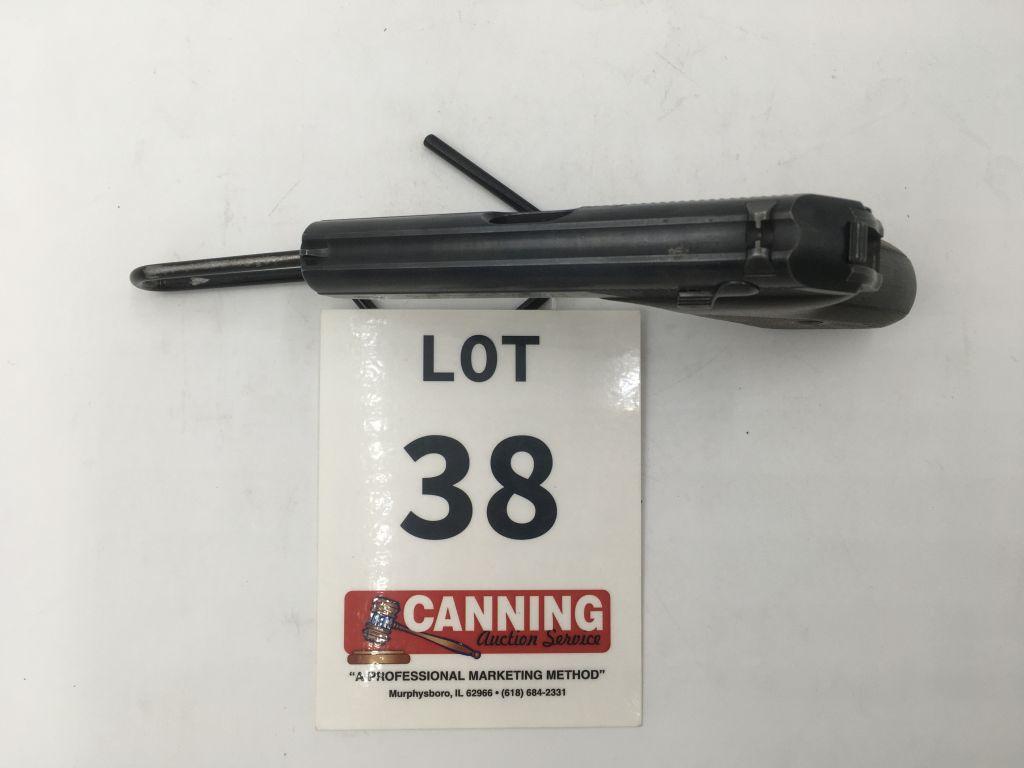 LOT
38
CANNING
Auction Service
"A PROFESSIONAL MARKETING METHOD"
Murphysboro, IL 62966 • (618) 684-2331